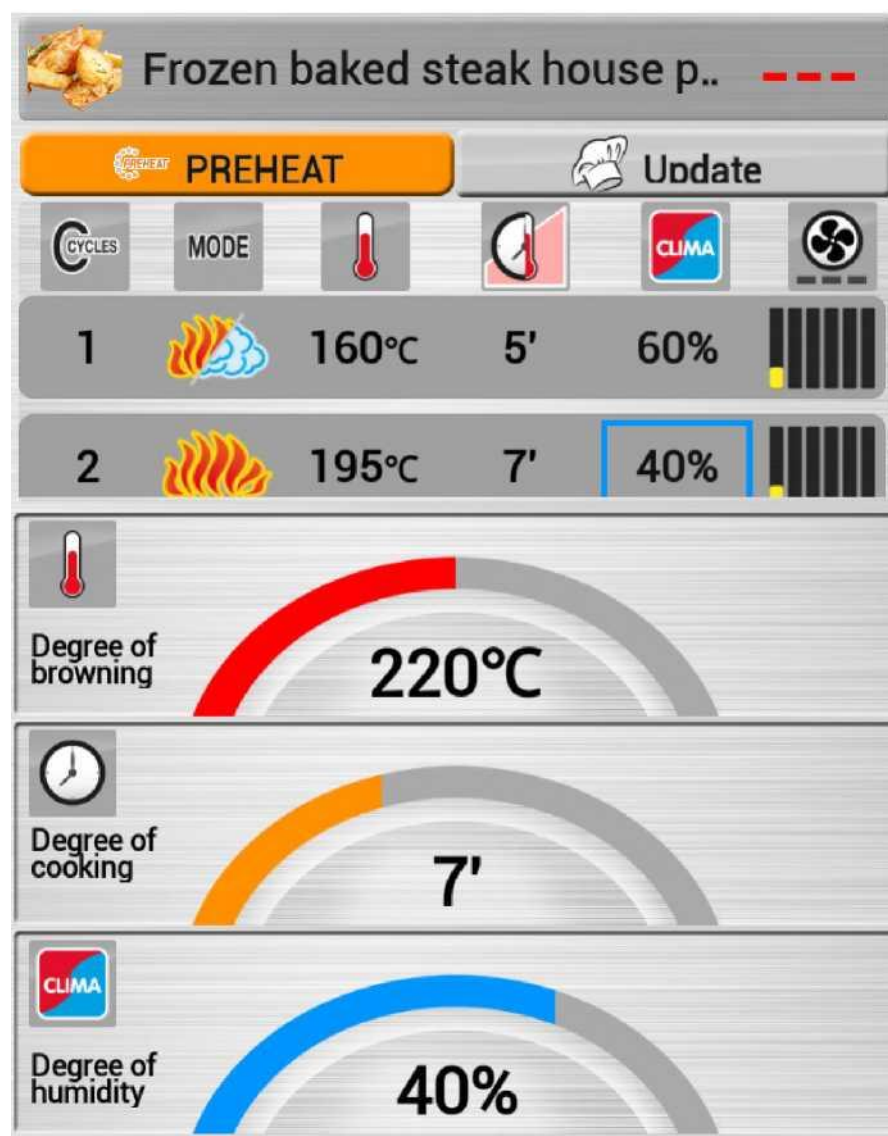 Frozen baked steak house p.. ---
PREHEAT PREHEAT Update
CYCLES MODE CLIMA
1 160°C 5' 60%
2 195°C 7' 40%
Degree of
browning
220°C
Degree of
cooking
7'
CLIMA
Degree of
humidity
40%